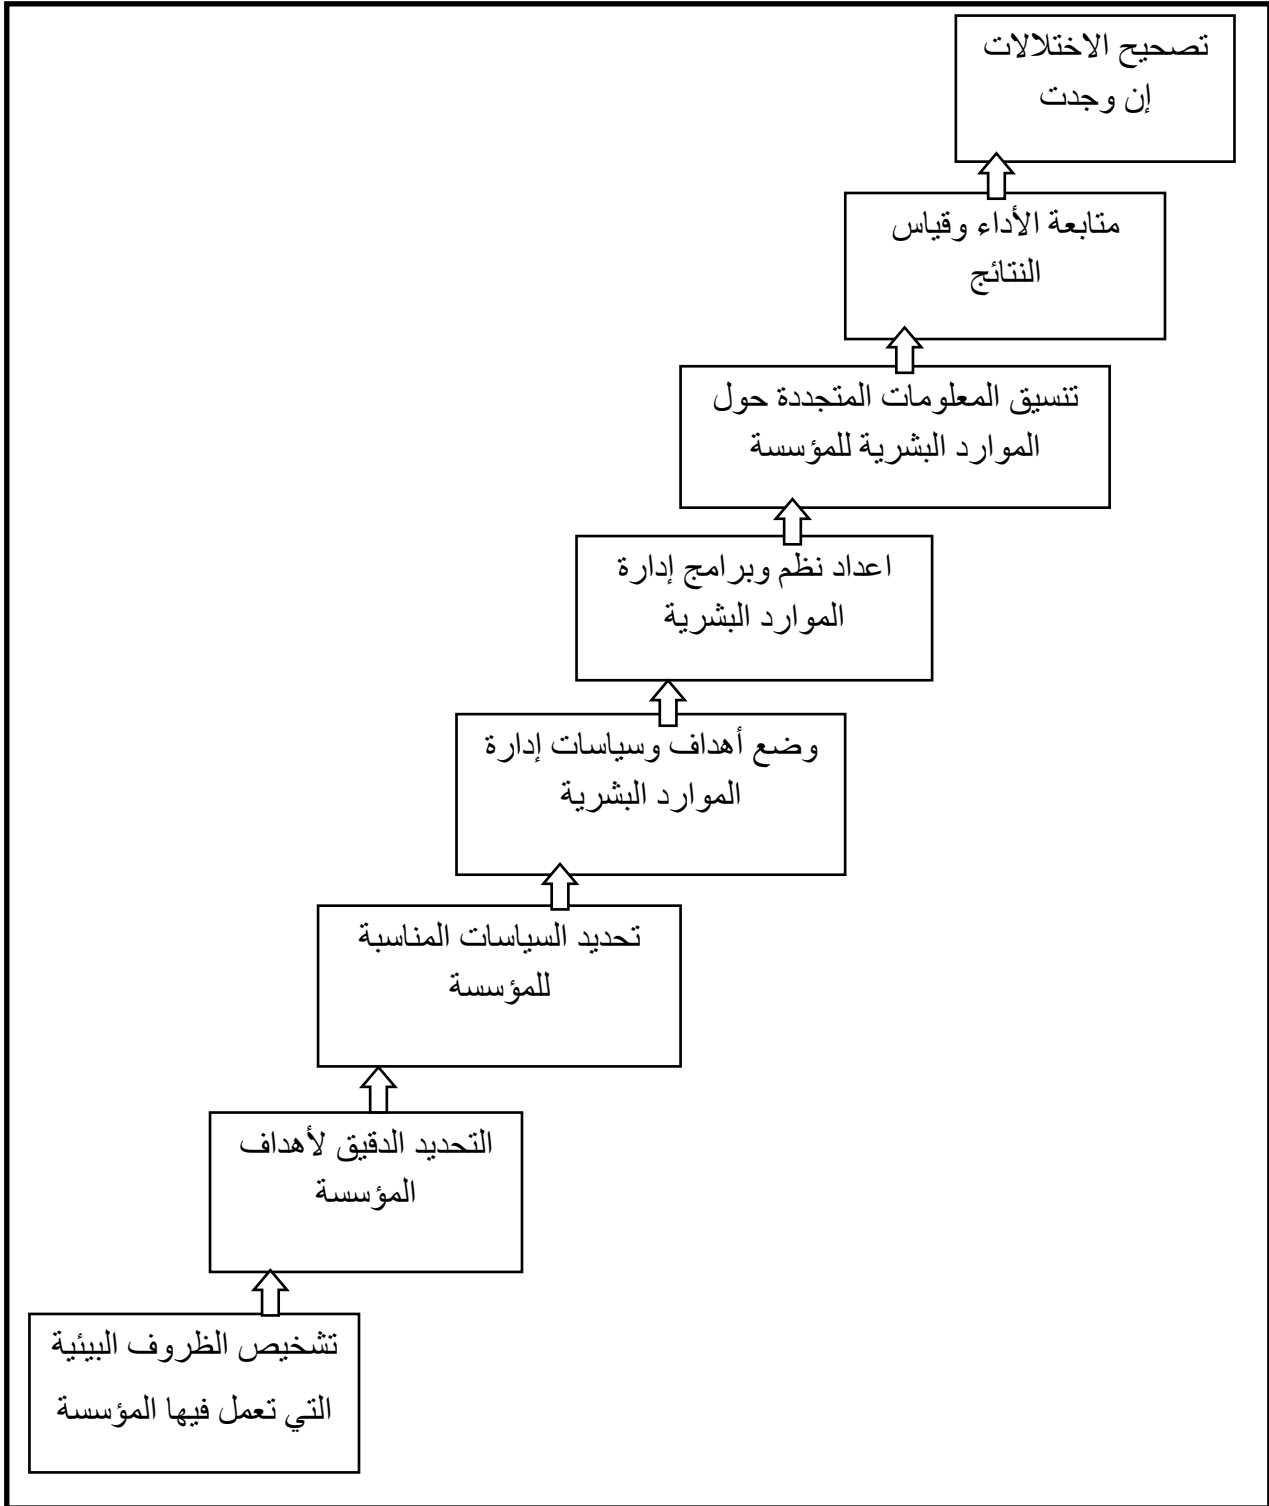 تصحيح الاختلالات
إن وجدت
متابعة الأداء وقياس
النتائج
تنسيق المعلومات المتجددة حول
الموارد البشرية للمؤسسة
اعداد نظم وبرامج إدارة
الموارد البشرية
وضع أهداف وسياسات إدارة
الموارد البشرية
تحديد السياسات المناسبة
للمؤسسة
التحديد الدقيق لأهداف
المؤسسة
تشخيص الظروف البيئية
التي تعمل فيها المؤسسة